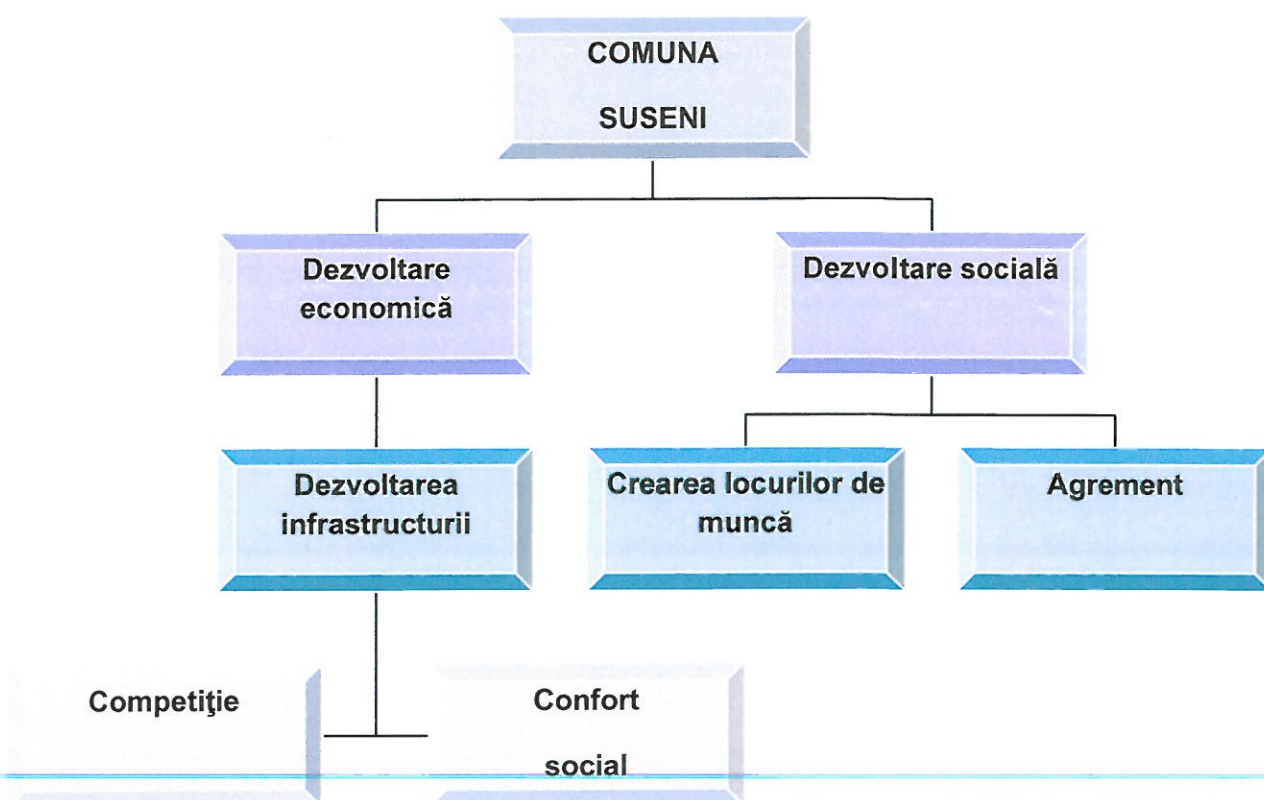 COMUNA
SUSENI
Dezvoltare
economică
Dezvoltare socială
Dezvoltarea
infrastructurii
Crearea locurilor de
muncă
Agrement
Competiţie
Confort
social